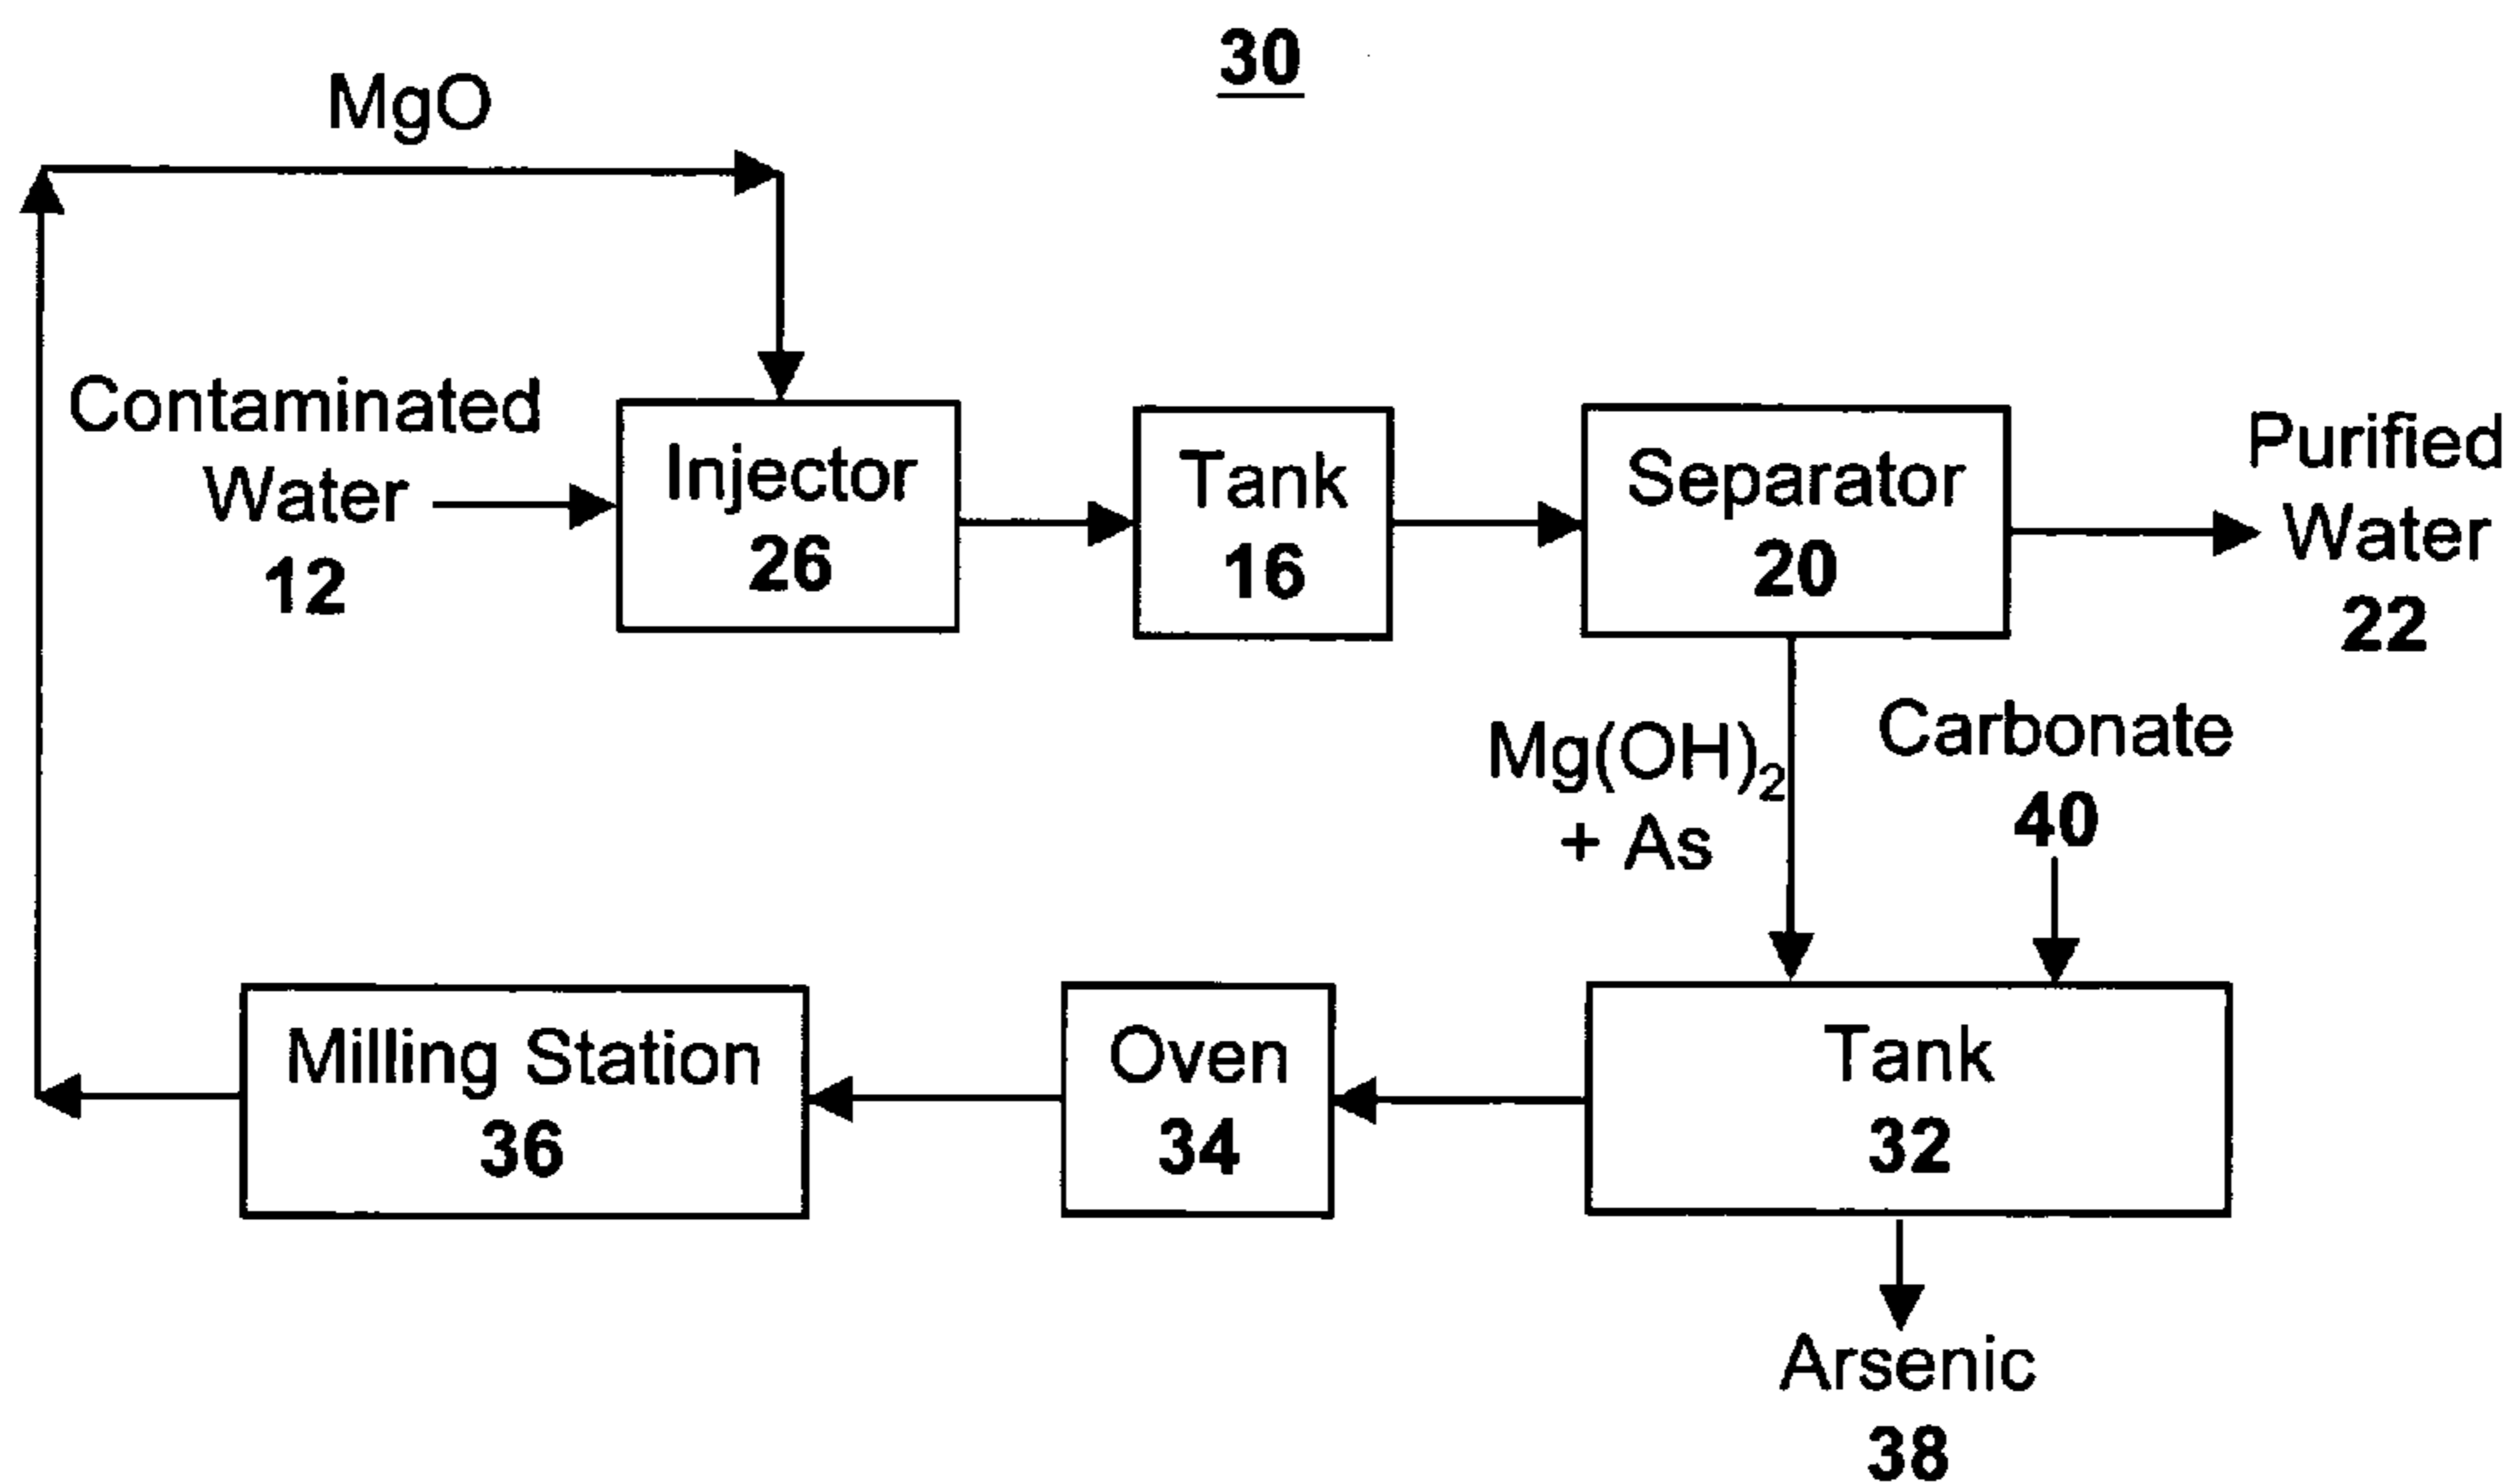 30
MgO
Contaminated
Water
12
Injector
26
Tank
16
Separator
20
Purified
Water
22
Mg(OH)₂
+ As
Carbonate
40
Milling Station
36
Oven
34
Tank
32
Arsenic
38